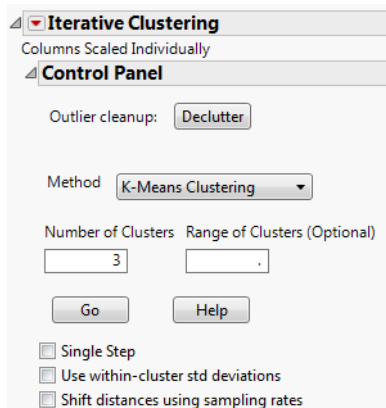 Iterative Clustering
Columns Scaled Individually
Control Panel
Outlier cleanup: Declutter
Method K-Means Clustering
Number of Clusters Range of Clusters (Optional)
3 .
Go Help
Single Step
Use within-cluster std deviations
Shift distances using sampling rates